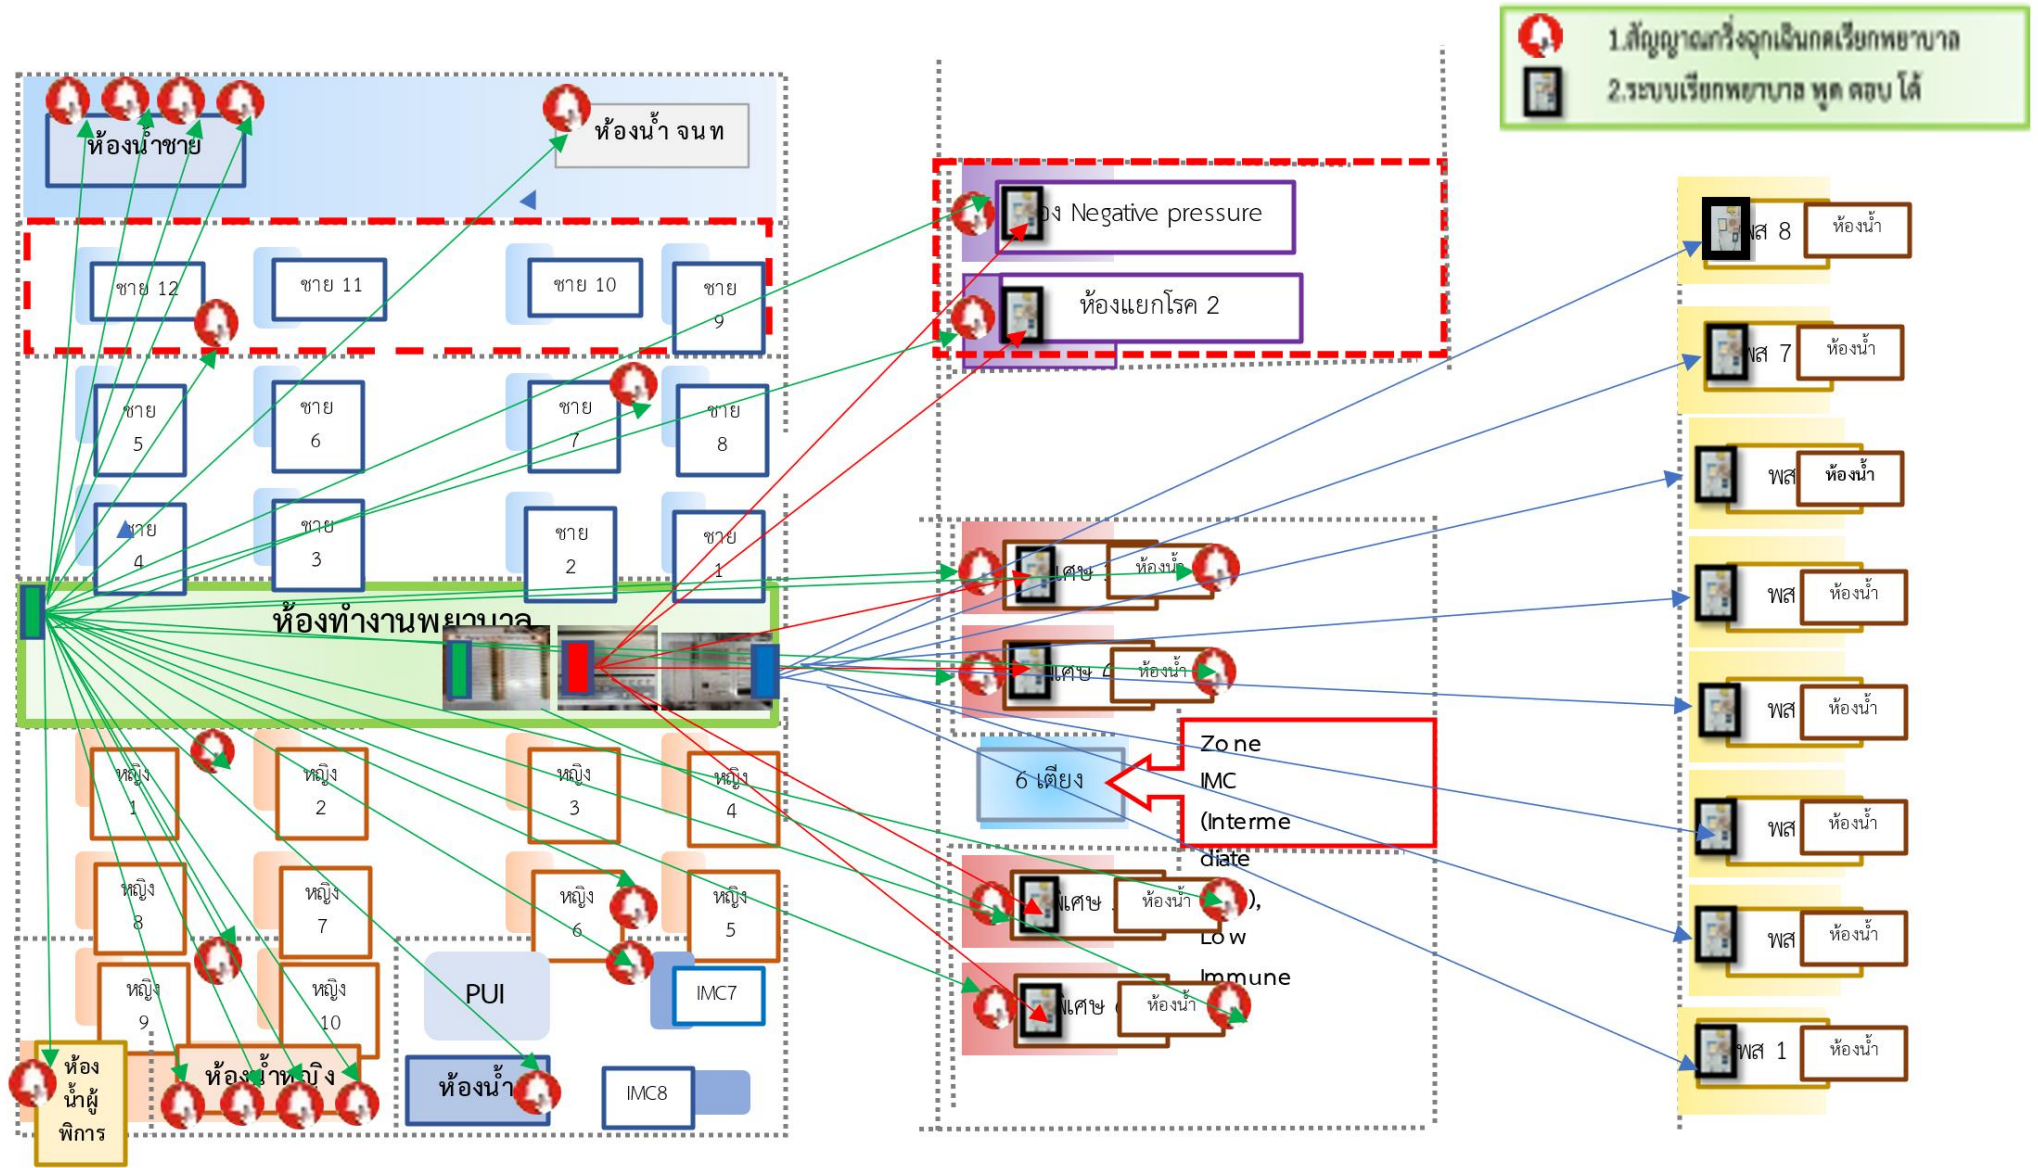 1.สัญญาณกริ่งฉุกเฉินกดเรียกพยาบาล
2.ระบบเรียกพยาบาล พูด ตอบ ได้
ห้องน้ำชาย
ห้องน้ำ จนท
ชาย 12
ชาย 11
ชาย 10
ชาย
9
ชาย
5
ชาย
6
ชาย
7
ชาย
8
ชาย
4
ชาย
3
ชาย
2
ชาย
1
ห้องทำงานพยาบาล
หญิง
1
หญิง
2
หญิง
3
หญิง
4
หญิง
8
หญิง
7
หญิง
6
หญิง
5
หญิง
9
หญิง
10
PUI
IMC7
ห้อง
น้ำผู้
พิการ
ห้องน้ำหญิง
ห้องน้ำ
IMC8
Negative pressure
ห้องแยกโรค 2
ห้องน้ำ
ห้องน้ำ
6 เตียง
Zone
IMC
(Interme
diate
),
Low
Immune
ห้องน้ำ
ห้องน้ำ
พส 8
ห้องน้ำ
พส 7
ห้องน้ำ
พส
ห้องน้ำ
พส
ห้องน้ำ
พส
ห้องน้ำ
พส
ห้องน้ำ
พส
ห้องน้ำ
พส 1
ห้องน้ำ